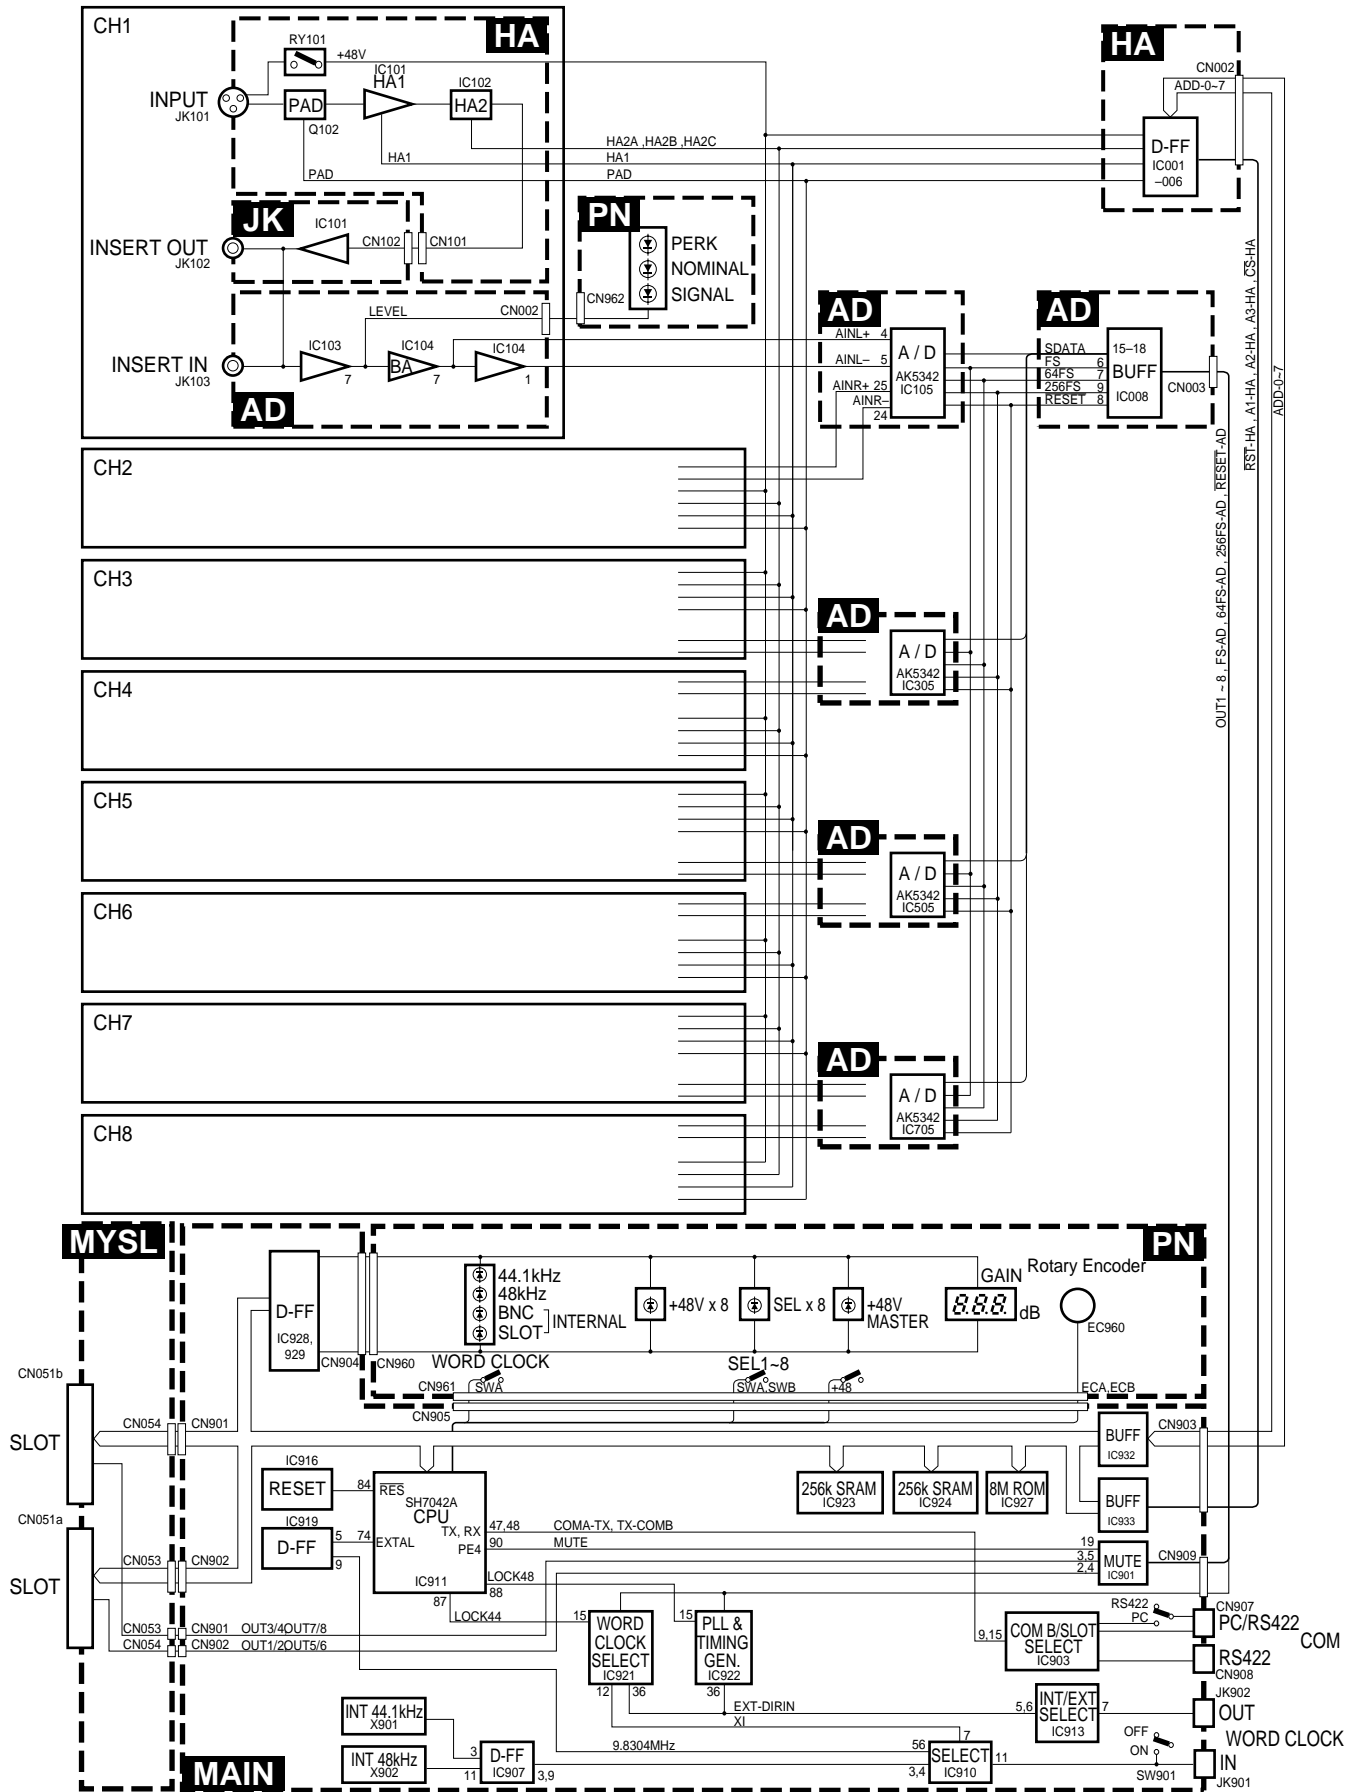 CH1
HA
RY101
+48V
IC101
HA1
IC102
HA2
INPUT
JK101
PAD
Q102
HA1
PAD
HA2A ,HA2B ,HA2C
HA1
PAD
HA
CN002
ADD-0~7
D-FF
IC001
–006
JK
IC101
CN102
CN101
INSERT OUT
JK102
PN
PERK
NOMINAL
SIGNAL
CN962
LEVEL
CN002
INSERT IN
JK103
IC103
7
IC104
BA
7
IC104
1
AD
AD
AINL+ 4
AINL– 5
AINR+ 25
AINR–
24
A / D
AK5342
IC105
AD
SDATA
FS
64FS
256FS
RESET
15–18
6
7
9
8
BUFF
IC008
CN003
RST-HA , A1-HA , A2-HA , A3-HA , CS-HA
ADD-0~7
OUT1 ~ 8 , FS-AD , 64FS-AD , 256FS-AD , RESET-AD
CH2
CH3
AD
A / D
AK5342
IC305
CH4
CH5
AD
A / D
AK5342
IC505
CH6
CH7
AD
A / D
AK5342
IC705
CH8
MYSL
PN
D-FF
IC928,
929
CN904
CN960
44.1kHz
48kHz
BNC
SLOT
INTERNAL
WORD CLOCK
+48V x 8
SEL x 8
+48V
MASTER
GAIN
8.8.8.
dB
Rotary Encoder
EC960
SEL1~8
CN961
SWA
SWA.SWB
+48
ECA,ECB
CN905
CN051b
SLOT
CN054
CN901
CN051a
SLOT
CN053
CN902
CN053
CN901
OUT3/4OUT7/8
CN054
CN902
OUT1/2OUT5/6
IC916
RESET
84
RES
SH7042A
CPU
IC919
D-FF
5
74
EXTAL
9
TX, RX
47,48
PE4
90
IC911
87
88
COMA-TX, TX-COMB
MUTE
LOCK48
LOCK44
256k SRAM
IC923
256k SRAM
IC924
8M ROM
IC927
BUFF
IC932
CN903
BUFF
IC933
19
3,5
2,4
MUTE
IC901
CN909
15
WORD
CLOCK
SELECT
IC921
12
36
15
PLL &
TIMING
GEN.
IC922
36
9,15
COM B/SLOT
SELECT
IC903
RS422
PC
CN907
PC/RS422
COM
RS422
CN908
EXT-DIRIN
XI
5,6
INT/EXT
SELECT
IC913
7
JK902
OUT
WORD CLOCK
INT 44.1kHz
X901
INT 48kHz
X902
3
11
D-FF
IC907
3,9
9.8304MHz
56
3,4
7
SELECT
IC910
11
OFF
ON
SW901
IN
JK901
MAIN